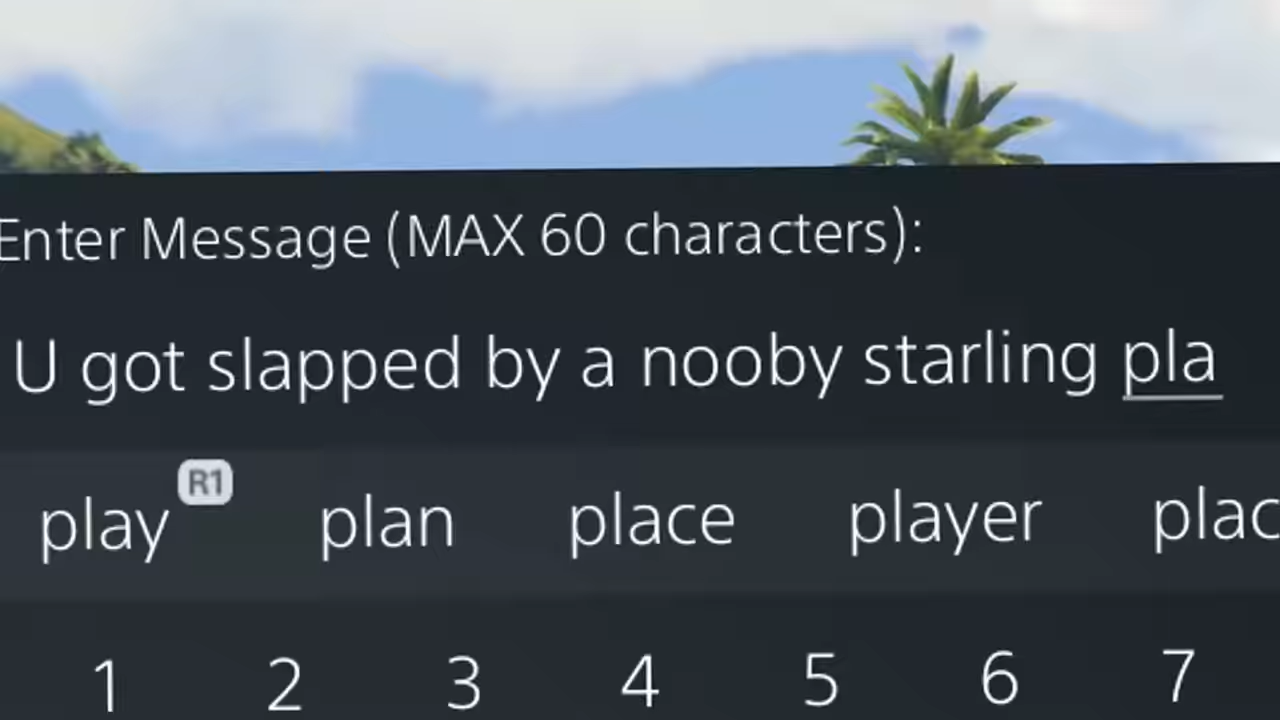 Enter Message (MAX 60 characters):
U got slapped by a nooby starling pla
play R1 plan place player plac
1 2 3 4 5 6 7